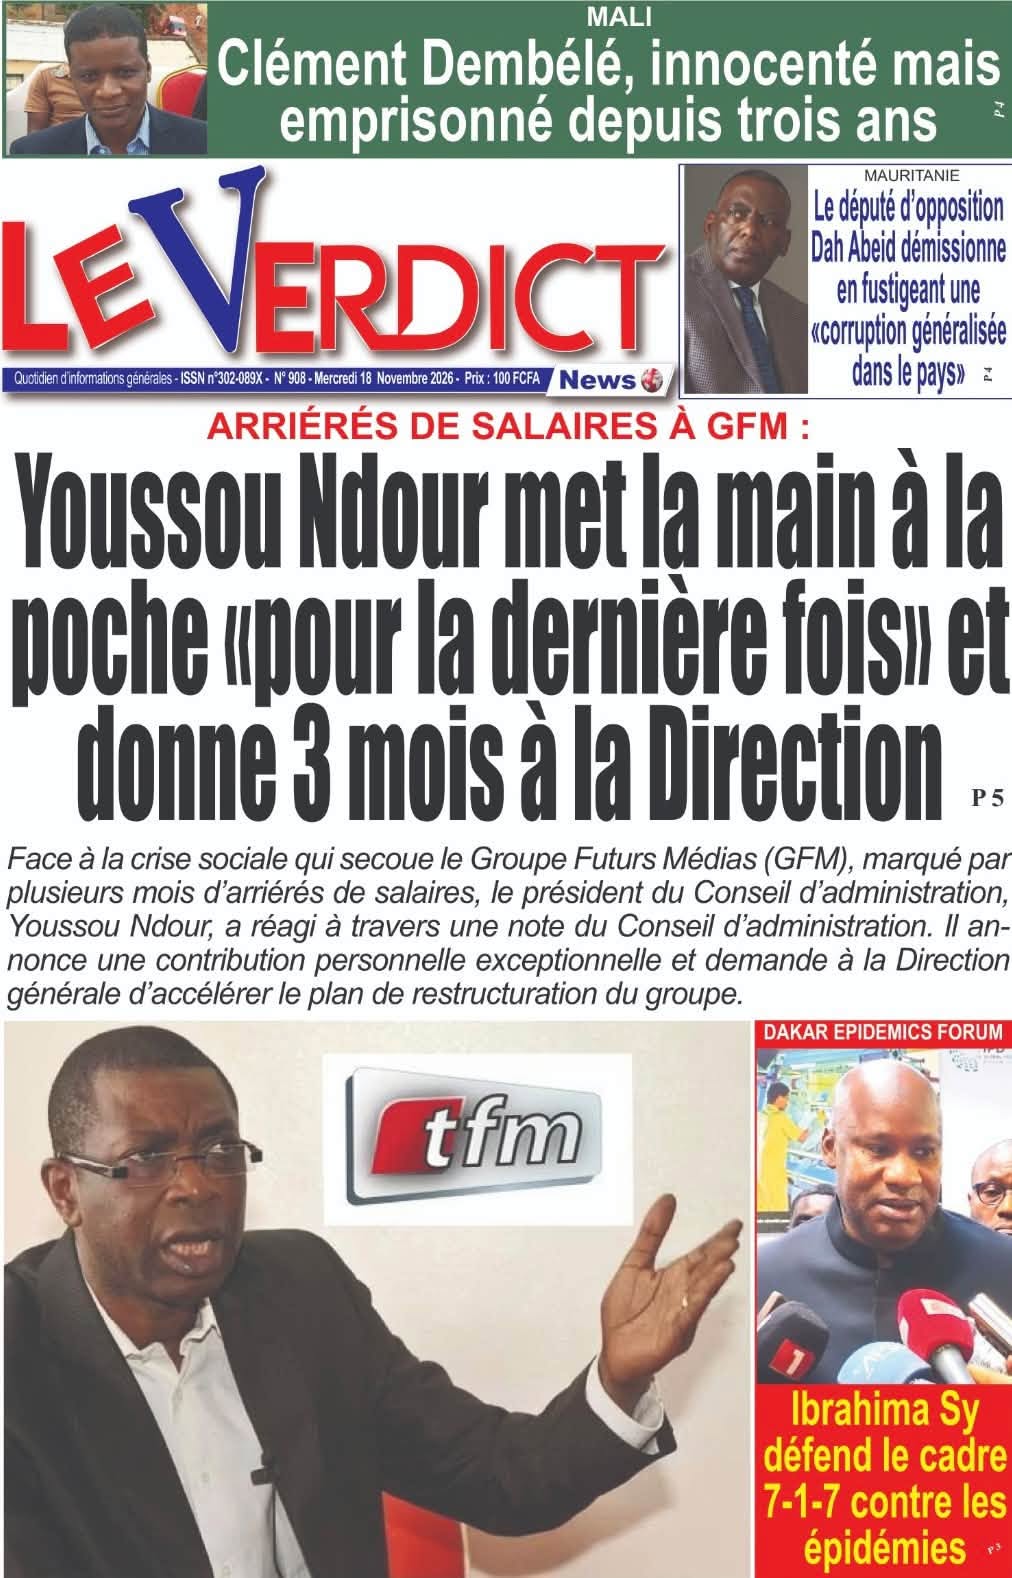 MALI
Clément Dembélé, innocenté mais
emprisonné depuis trois ans
P 4
LE VERDICT
Quotidien d'informations générales - ISSN n°302-089X - N° 908 - Mercredi 18 Novembre 2026 - Prix : 100 FCFA
News
MAURITANIE
Le député d'opposition
Dah Abeid démissionne
en fustigeant une
«corruption généralisée
dans le pays»
P 4
ARRIÉRÉS DE SALAIRES À GFM :
Youssou Ndour met la main à la
poche «pour la dernière fois» et
donne 3 mois à la Direction
P 5
Face à la crise sociale qui secoue le Groupe Futurs Médias (GFM), marqué par
plusieurs mois d'arriérés de salaires, le président du Conseil d'administration,
Youssou Ndour, a réagi à travers une note du Conseil d'administration. Il an-
nonce une contribution personnelle exceptionnelle et demande à la Direction
générale d'accélérer le plan de restructuration du groupe.
tfm
DAKAR EPIDEMICS FORUM
1
Ibrahima Sy
défend le cadre
7-1-7 contre les
épidémies
P 3